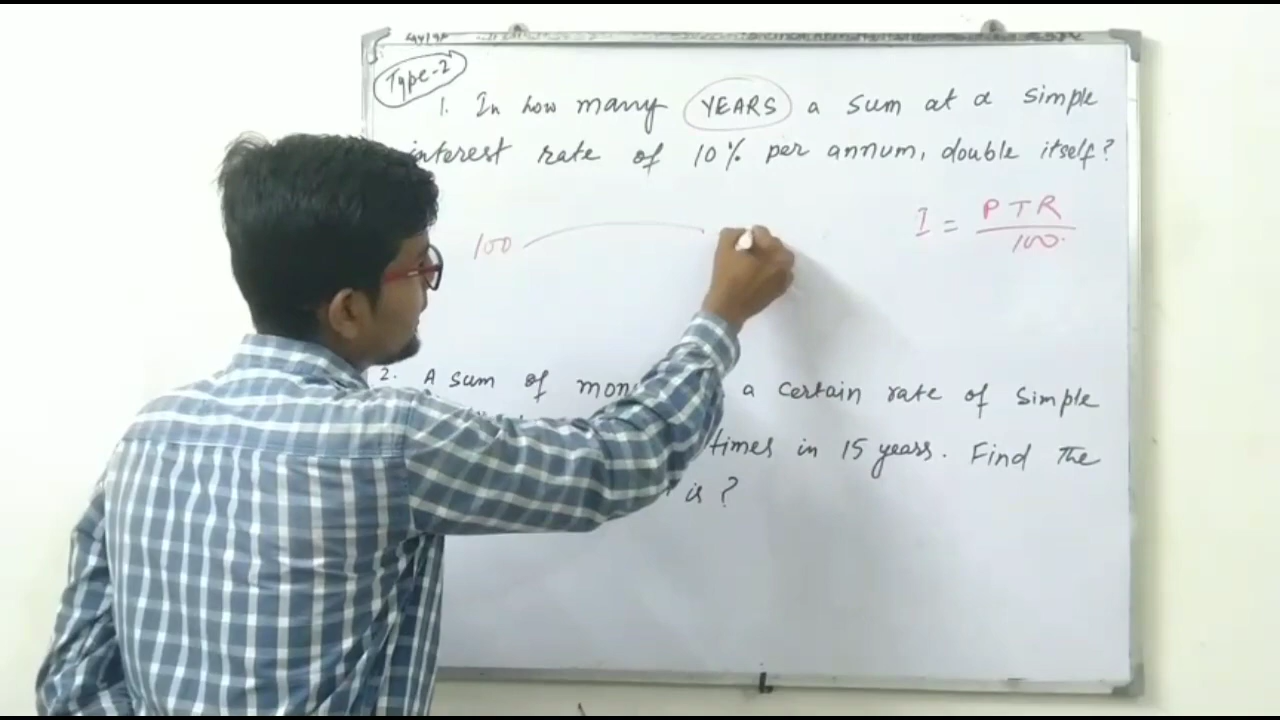 Type-2
1. In how many YEARS a sum at a simple
interest rate of 10% per annum, double itself?
I = PTR / 100
100
2. A sum of a certain rate of simple
times in 15 years. Find the
is ?